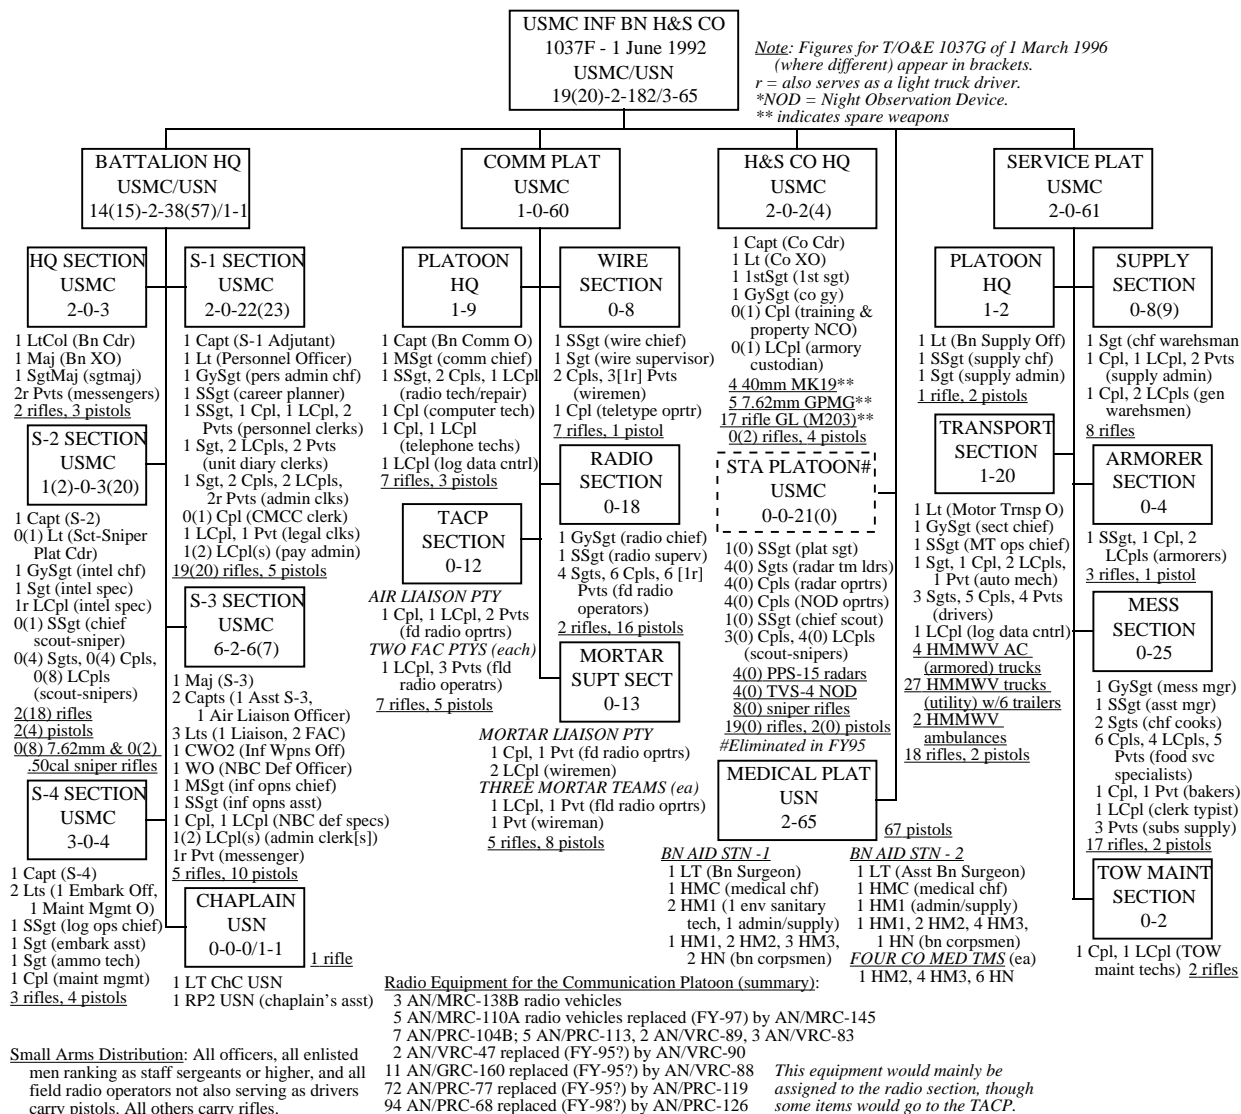 USMC INF BN H&S CO
1037F - 1 June 1992
USMC/USN
19(20)-2-182/3-65
Note: Figures for T/O&E 1037G of 1 March 1996
(where different) appear in brackets.
r = also serves as a light truck driver.
*NOD = Night Observation Device.
** indicates spare weapons
BATTALION HQ
USMC/USN
14(15)-2-38(57)/1-1
HQ SECTION
USMC
2-0-3
1 LtCol (Bn Cdr)
1 Maj (Bn XO)
1 SgtMaj (sgtmaj)
2r Pvts (messengers)
2 rifles, 3 pistols
S-2 SECTION
USMC
1(2)-0-3(20)
1 Capt (S-2)
0(1) Lt (Sct-Sniper
Plat Cdr)
1 GySgt (intel chf)
1 Sgt (intel spec)
1r LCpl (intel spec)
0(1) SSgt (chief
scout-sniper)
0(4) Sgts, 0(4) Cpls,
0(8) LCpls
(scout-snipers)
2(18) rifles
2(4) pistols
0(8) 7.62mm & 0(2)
.50cal sniper rifles
S-4 SECTION
USMC
3-0-4
1 Capt (S-4)
2 Lts (1 Embark Off,
1 Maint Mgmt O)
1 SSgt (log ops chief)
1 Sgt (embark asst)
1 Sgt (ammo tech)
1 Cpl (maint mgmt)
3 rifles, 4 pistols
S-1 SECTION
USMC
2-0-22(23)
1 Capt (S-1 Adjutant)
1 Lt (Personnel Officer)
1 GySgt (pers admin chf)
1 SSgt (career planner)
1 SSgt, 1 Cpl, 1 LCpl, 2
Pvts (personnel clerks)
1 Sgt, 2 LCpls, 2 Pvts
(unit diary clerks)
1 Sgt, 2 Cpls, 2 LCpls,
2r Pvts (admin clks)
0(1) Cpl (CMCC clerk)
1 LCpl, 1 Pvt (legal clks)
1(2) LCpl(s) (pay admin)
19(20) rifles, 5 pistols
S-3 SECTION
USMC
6-2-6(7)
1 Maj (S-3)
2 Capts (1 Asst S-3,
1 Air Liaison Officer)
3 Lts (1 Liaison, 2 FAC)
1 CWO2 (Inf Wpns Off)
1 WO (NBC Def Officer)
1 MSgt (inf opns chief)
1 SSgt (inf opns asst)
1 Cpl, 1 LCpl (NBC def specs)
1(2) LCpl(s) (admin clerk[s])
1r Pvt (messenger)
5 rifles, 10 pistols
CHAPLAIN
USN
0-0-0/1-1
1 rifle
1 LT ChC USN
1 RP2 USN (chaplain's asst)
COMM PLAT
USMC
1-0-60
PLATOON
HQ
1-9
1 Capt (Bn Comm O)
1 MSgt (comm chief)
1 SSgt, 2 Cpls, 1 LCpl
(radio tech/repair)
1 Cpl (computer tech)
1 Cpl, 1 LCpl
(telephone techs)
1 LCpl (log data cntrl)
7 rifles, 3 pistols
TACP
SECTION
0-12
AIR LIAISON PTY
1 Cpl, 1 LCpl, 2 Pvts
(fd radio oprtrs)
TWO FAC PTYS (each)
1 LCpl, 3 Pvts (fld
radio operatrs)
7 rifles, 5 pistols
WIRE
SECTION
0-8
1 SSgt (wire chief)
1 Sgt (wire supervisor)
2 Cpls, 3[1r] Pvts
(wiremen)
1 Cpl (teletype oprtr)
7 rifles, 1 pistol
RADIO
SECTION
0-18
1 GySgt (radio chief)
1 SSgt (radio superv)
4 Sgts, 6 Cpls, 6 [1r]
Pvts (fd radio
operators)
2 rifles, 16 pistols
MORTAR
SUPT SECT
0-13
MORTAR LIAISON PTY
1 Cpl, 1 Pvt (fd radio oprtrs)
2 LCpl (wiremen)
THREE MORTAR TEAMS (ea)
1 LCpl, 1 Pvt (fld radio oprtrs)
1 Pvt (wireman)
5 rifles, 8 pistols
H&S CO HQ
USMC
2-0-2(4)
1 Capt (Co Cdr)
1 Lt (Co XO)
1 1stSgt (1st sgt)
1 GySgt (co gy)
0(1) Cpl (training &
property NCO)
0(1) LCpl (armory
custodian)
4 40mm MK19**
5 7.62mm GPMG**
17 rifle GL (M203)**
0(2) rifles, 4 pistols
STA PLATOON#
USMC
0-0-21(0)
1(0) SSgt (plat sgt)
4(0) Sgts (radar tm ldrs)
4(0) Cpls (radar oprtrs)
4(0) Cpls (NOD oprtrs)
1(0) SSgt (chief scout)
3(0) Cpls, 4(0) LCpls
(scout-snipers)
4(0) PPS-15 radars
4(0) TVS-4 NOD
8(0) sniper rifles
19(0) rifles, 2(0) pistols
#Eliminated in FY95
MEDICAL PLAT
USN
2-65
67 pistols
BN AID STN -1
1 LT (Bn Surgeon)
1 HMC (medical chf)
2 HM1 (1 env sanitary
tech, 1 admin/supply)
1 HM1, 2 HM2, 3 HM3,
2 HN (bn corpsmen)
BN AID STN - 2
1 LT (Asst Bn Surgeon)
1 HMC (medical chf)
1 HM1 (admin/supply)
1 HM1, 2 HM2, 4 HM3,
1 HN (bn corpsmen)
FOUR CO MED TMS (ea)
1 HM2, 4 HM3, 6 HN
SERVICE PLAT
USMC
2-0-61
PLATOON
HQ
1-2
1 Lt (Bn Supply Off)
1 SSgt (supply chf)
1 Sgt (supply admin)
1 rifle, 2 pistols
TRANSPORT
SECTION
1-20
1 Lt (Motor Trnsp O)
1 GySgt (sect chief)
1 SSgt (MT ops chief)
1 Sgt, 1 Cpl, 2 LCpls,
1 Pvt (auto mech)
3 Sgts, 5 Cpls, 4 Pvts
(drivers)
1 LCpl (log data cntrl)
4 HMMWV AC
(armored) trucks
27 HMMWV trucks
(utility) w/6 trailers
2 HMMWV
ambulances
18 rifles, 2 pistols
SUPPLY
SECTION
0-8(9)
1 Sgt (chf warehsman
1 Cpl, 1 LCpl, 2 Pvts
(supply admin)
1 Cpl, 2 LCpls (gen
warehsmen)
8 rifles
ARMORER
SECTION
0-4
1 SSgt, 1 Cpl, 2
LCpls (armorers)
3 rifles, 1 pistol
MESS
SECTION
0-25
1 GySgt (mess mgr)
1 SSgt (asst mgr)
2 Sgts (chf cooks)
6 Cpls, 4 LCpls, 5
Pvts (food svc
specialists)
1 Cpl, 1 Pvt (bakers)
1 LCpl (clerk typist)
3 Pvts (subs supply)
17 rifles, 2 pistols
TOW MAINT
SECTION
0-2
1 Cpl, 1 LCpl (TOW
maint techs) 2 rifles
Radio Equipment for the Communication Platoon (summary):
3 AN/MRC-138B radio vehicles
5 AN/MRC-110A radio vehicles replaced (FY-97) by AN/MRC-145
7 AN/PRC-104B; 5 AN/PRC-113, 2 AN/VRC-89, 3 AN/VRC-83
2 AN/VRC-47 replaced (FY-95?) by AN/VRC-90
11 AN/GRC-160 replaced (FY-95?) by AN/VRC-88
72 AN/PRC-77 replaced (FY-95?) by AN/PRC-119
94 AN/PRC-68 replaced (FY-98?) by AN/PRC-126
This equipment would mainly be
assigned to the radio section, though
some items would go to the TACP.
Small Arms Distribution: All officers, all enlisted
men ranking as staff sergeants or higher, and all
field radio operators not also serving as drivers
carry pistols. All others carry rifles.